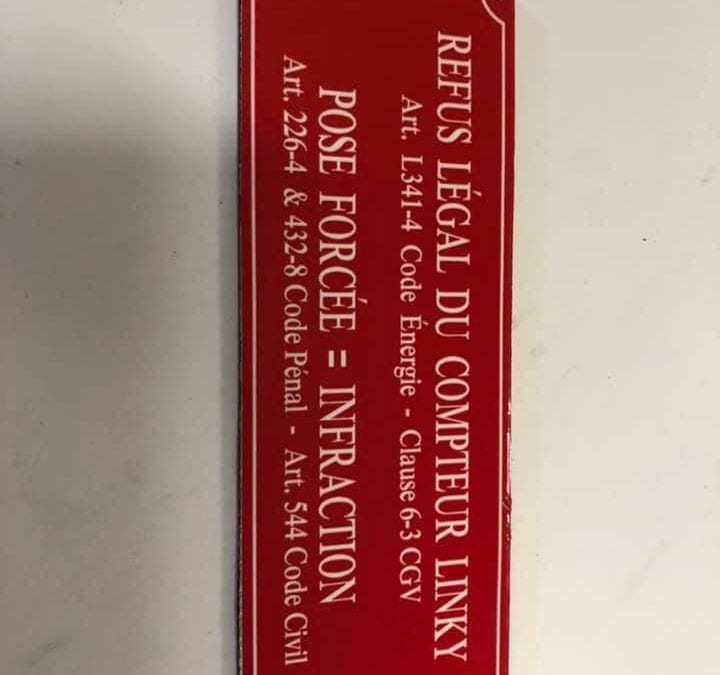 REFUS LÉGAL DU COMPTEUR LINKY
Art. L341-4 Code Énergie - Clause 6-3 CGV
POSE FORCÉE = INFRACTION
Art. 226-4 & 432-8 Code Pénal - Art. 544 Code Civil